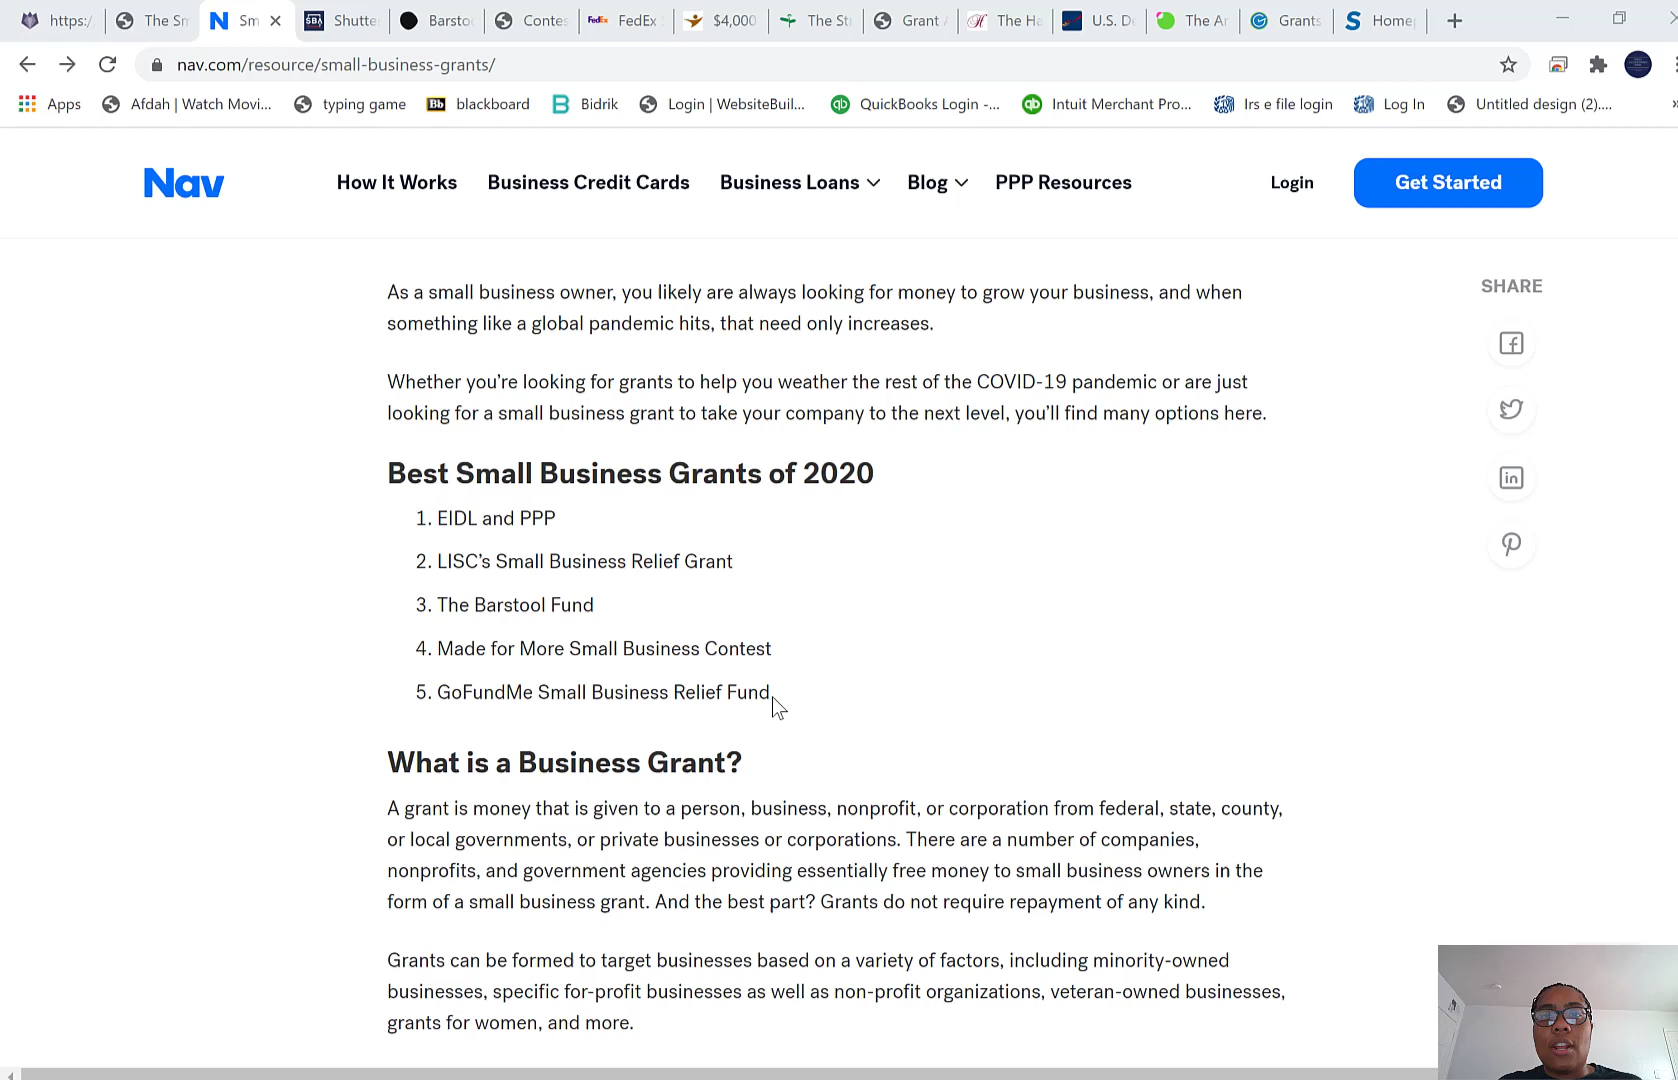 https:/
The Sm
Sm
SBA
Shutte
Barsto
Contes
FedEx
FedEx
$4,000
The St
Grant
The Ha
U.S. De
The Ar
Grants
Home
nav.com/resource/small-business-grants/
Apps
Afdah | Watch Movi...
typing game
Bb
blackboard
Bidrik
Login | WebsiteBuil...
qb
QuickBooks Login -...
qb
Intuit Merchant Pro...
Irs e file login
Log In
Untitled design (2)....
»
Nav
How It Works
Business Credit Cards
Business Loans
Blog
PPP Resources
Login
Get Started
SHARE
As a small business owner, you likely are always looking for money to grow your business, and when
something like a global pandemic hits, that need only increases.
Whether you’re looking for grants to help you weather the rest of the COVID-19 pandemic or are just
looking for a small business grant to take your company to the next level, you’ll find many options here.
Best Small Business Grants of 2020
1. EIDL and PPP
2. LISC’s Small Business Relief Grant
3. The Barstool Fund
4. Made for More Small Business Contest
5. GoFundMe Small Business Relief Fund
What is a Business Grant?
A grant is money that is given to a person, business, nonprofit, or corporation from federal, state, county,
or local governments, or private businesses or corporations. There are a number of companies,
nonprofits, and government agencies providing essentially free money to small business owners in the
form of a small business grant. And the best part? Grants do not require repayment of any kind.
Grants can be formed to target businesses based on a variety of factors, including minority-owned
businesses, specific for-profit businesses as well as non-profit organizations, veteran-owned businesses,
grants for women, and more.